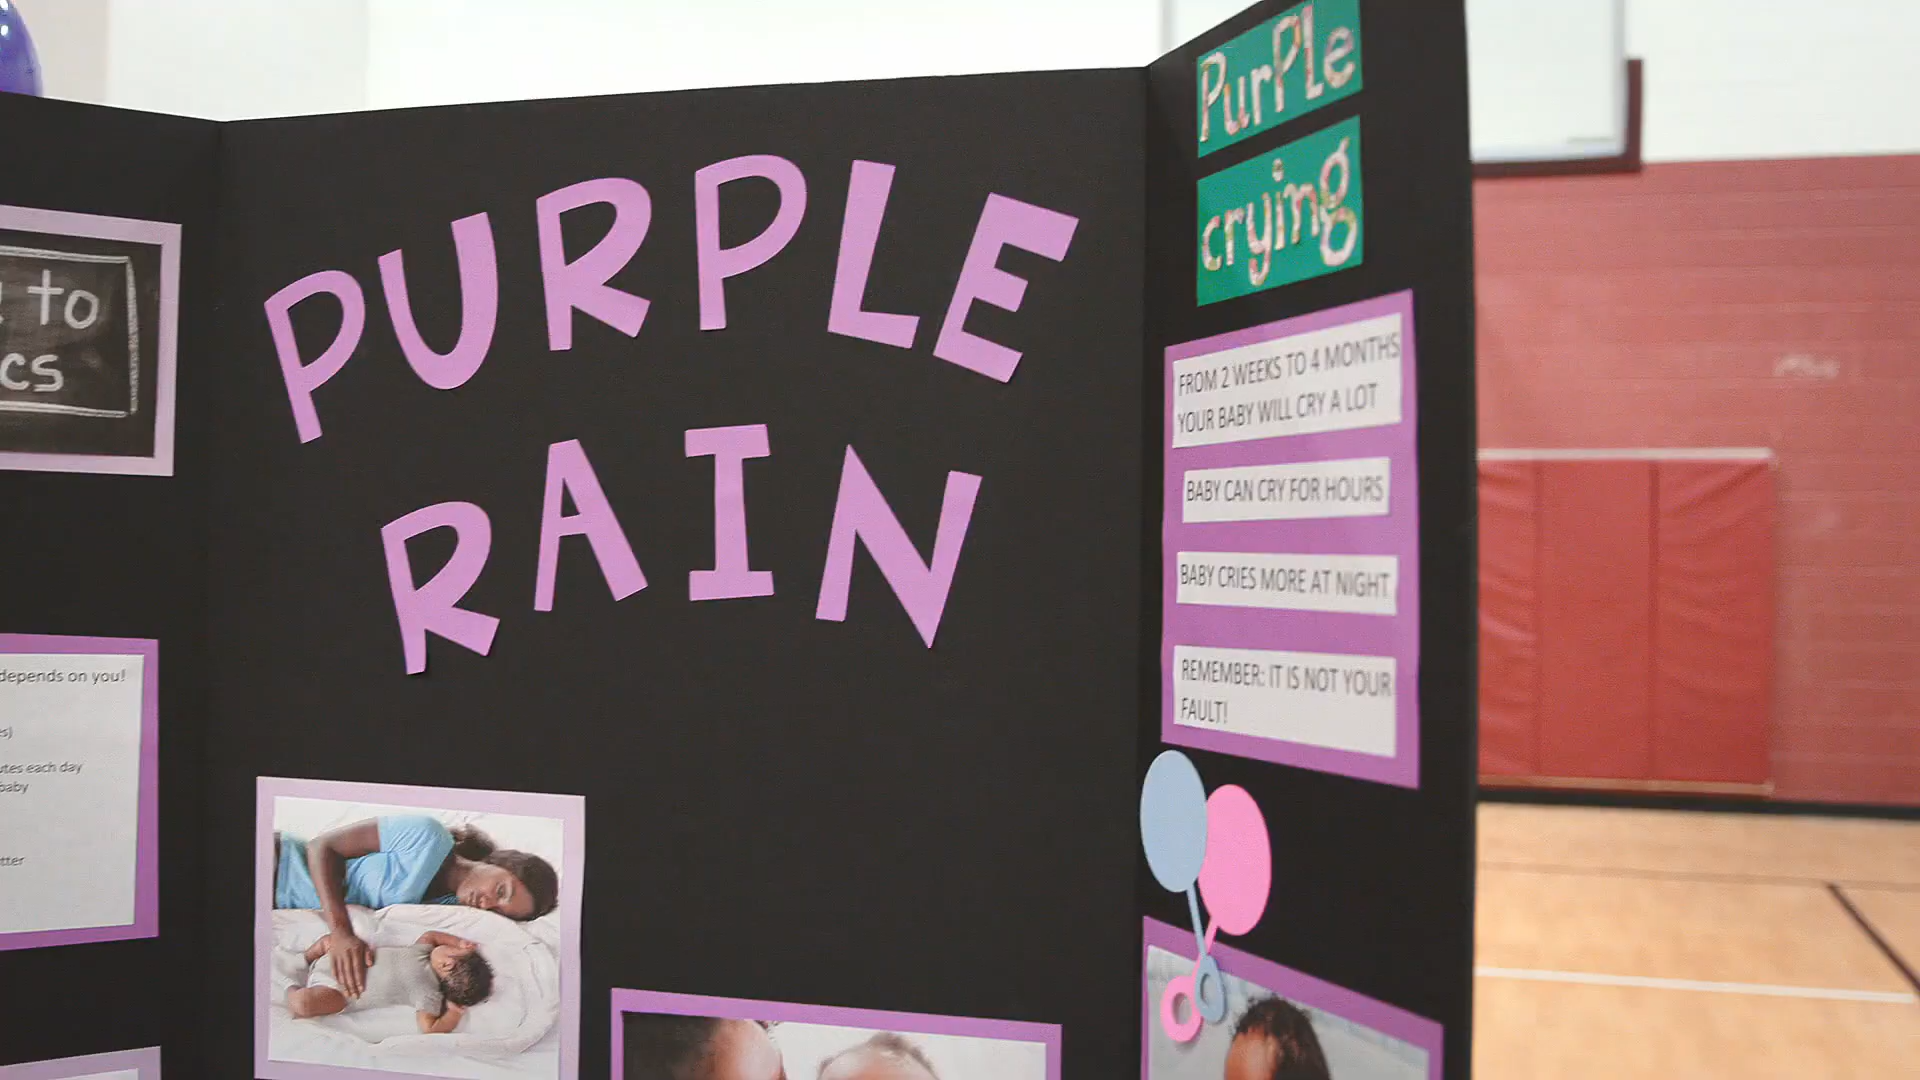 to
cs
depends on you!
es)
utes each day
baby
tter
PURPLE
RAIN
PurPLe
crying
FROM 2 WEEKS TO 4 MONTHS
YOUR BABY WILL CRY A LOT
BABY CAN CRY FOR HOURS
BABY CRIES MORE AT NIGHT
REMEMBER: IT IS NOT YOUR
FAULT!